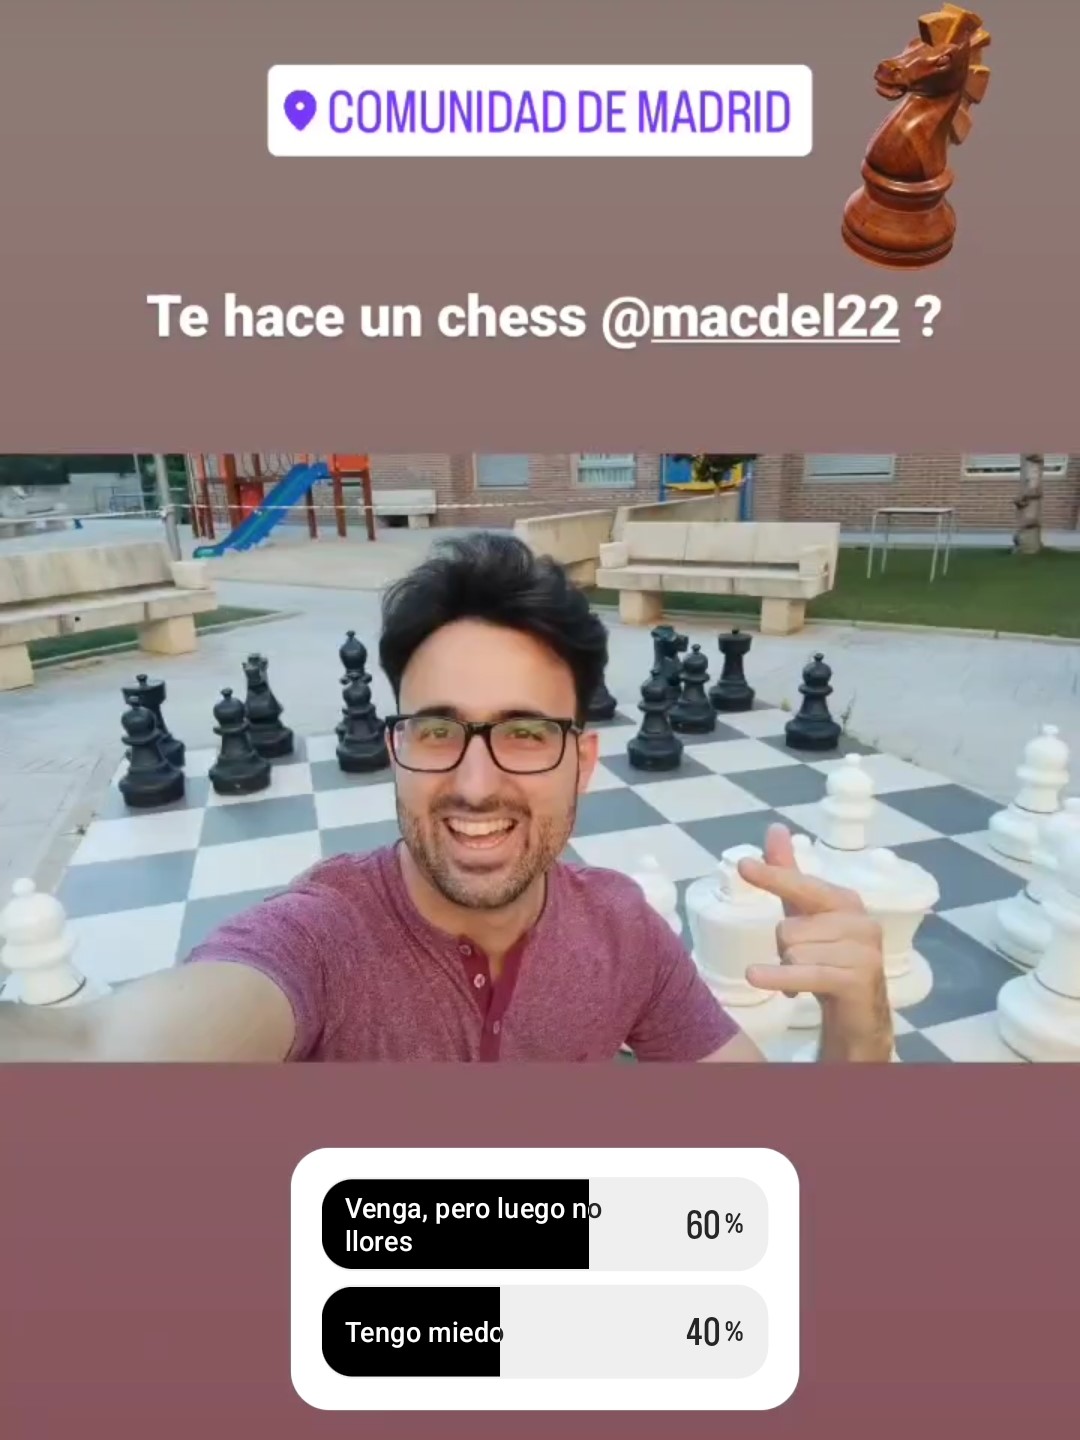 COMUNIDAD DE MADRID
Te hace un chess @macdel22 ?
Venga, pero luego no
llores
60%
Tengo miedo
40%